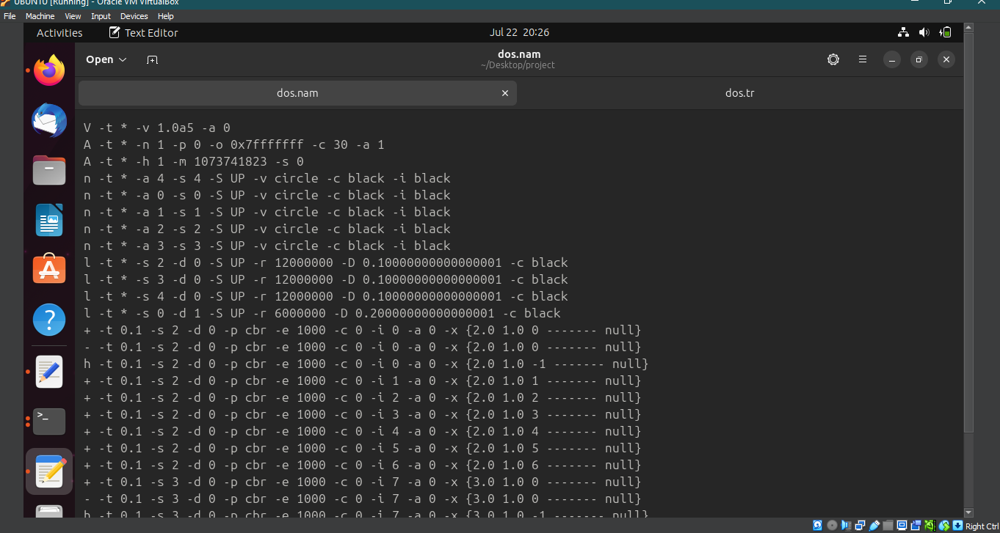 UBUNTU [Running] - Oracle VM VirtualBox
File Machine View Input Devices Help
Activities Text Editor Jul 22 20:26
Open dos.nam
~/Desktop/project
dos.nam × dos.tr
V -t * -v 1.0a5 -a 0
A -t * -n 1 -p 0 -o 0x7fffffff -c 30 -a 1
A -t * -h 1 -m 1073741823 -s 0
n -t * -a 4 -s 4 -S UP -v circle -c black -i black
n -t * -a 0 -s 0 -S UP -v circle -c black -i black
n -t * -a 1 -s 1 -S UP -v circle -c black -i black
n -t * -a 2 -s 2 -S UP -v circle -c black -i black
n -t * -a 3 -s 3 -S UP -v circle -c black -i black
l -t * -s 2 -d 0 -S UP -r 12000000 -D 0.10000000000000001 -c black
l -t * -s 3 -d 0 -S UP -r 12000000 -D 0.10000000000000001 -c black
l -t * -s 4 -d 0 -S UP -r 12000000 -D 0.10000000000000001 -c black
l -t * -s 0 -d 1 -S UP -r 6000000 -D 0.20000000000000001 -c black
+ -t 0.1 -s 2 -d 0 -p cbr -e 1000 -c 0 -i 0 -a 0 -x {2.0 1.0 0 ------- null}
- -t 0.1 -s 2 -d 0 -p cbr -e 1000 -c 0 -i 0 -a 0 -x {2.0 1.0 0 ------- null}
h -t 0.1 -s 2 -d 0 -p cbr -e 1000 -c 0 -i 0 -a 0 -x {2.0 1.0 -1 ------- null}
+ -t 0.1 -s 2 -d 0 -p cbr -e 1000 -c 0 -i 1 -a 0 -x {2.0 1.0 1 ------- null}
+ -t 0.1 -s 2 -d 0 -p cbr -e 1000 -c 0 -i 2 -a 0 -x {2.0 1.0 2 ------- null}
+ -t 0.1 -s 2 -d 0 -p cbr -e 1000 -c 0 -i 3 -a 0 -x {2.0 1.0 3 ------- null}
+ -t 0.1 -s 2 -d 0 -p cbr -e 1000 -c 0 -i 4 -a 0 -x {2.0 1.0 4 ------- null}
+ -t 0.1 -s 2 -d 0 -p cbr -e 1000 -c 0 -i 5 -a 0 -x {2.0 1.0 5 ------- null}
+ -t 0.1 -s 2 -d 0 -p cbr -e 1000 -c 0 -i 6 -a 0 -x {2.0 1.0 6 ------- null}
+ -t 0.1 -s 3 -d 0 -p cbr -e 1000 -c 0 -i 7 -a 0 -x {3.0 1.0 0 ------- null}
- -t 0.1 -s 3 -d 0 -p cbr -e 1000 -c 0 -i 7 -a 0 -x {3.0 1.0 0 ------- null}
h -t 0.1 -s 3 -d 0 -p cbr -e 1000 -c 0 -i 7 -a 0 -x {3.0 1.0 -1 ------- null}
Right Ctrl